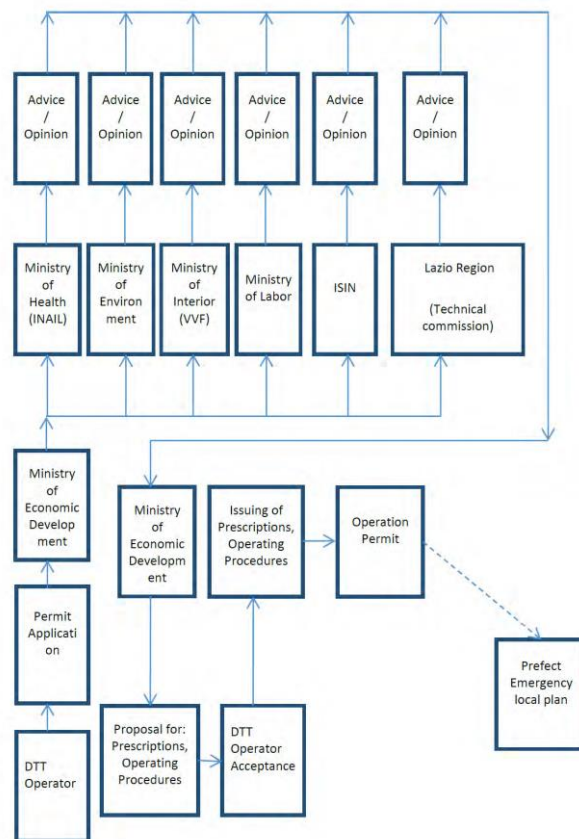 Advice
/
Opinion
Advice
/
Opinion
Advice
/
Opinion
Advice
/
Opinion
Advice
/
Opinion
Advice
/
Opinion
Ministry
of
Health
(INAIL)
Ministry
of
Environ
ment
Ministry
of
Interior
(VVF)
Ministry
of Labor
ISIN
Lazio Region
(Technical
commission)
Ministry
of
Economic
Develop
ment
Ministry
of
Economic
Developm
ent
Issuing of
Prescriptions,
Operating
Procedures
Operation
Permit
Permit
Applicati
on
Prefect
Emergency
local plan
DTT
Operator
Proposal for:
Prescriptions,
Operating
Procedures
DTT
Operator
Acceptance